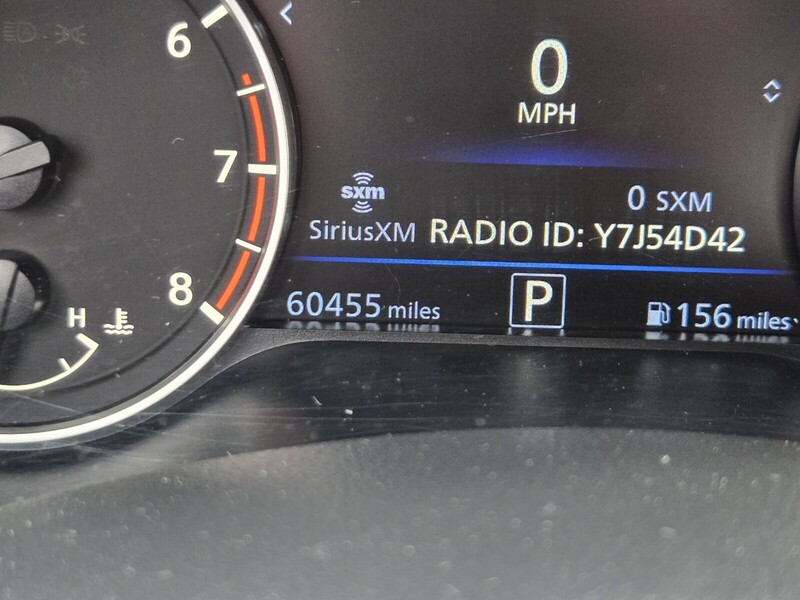 6
7
8
H
0
MPH
sxm
0 SXM
SiriusXM RADIO ID: Y7J54D42
60455 miles
P
156 miles